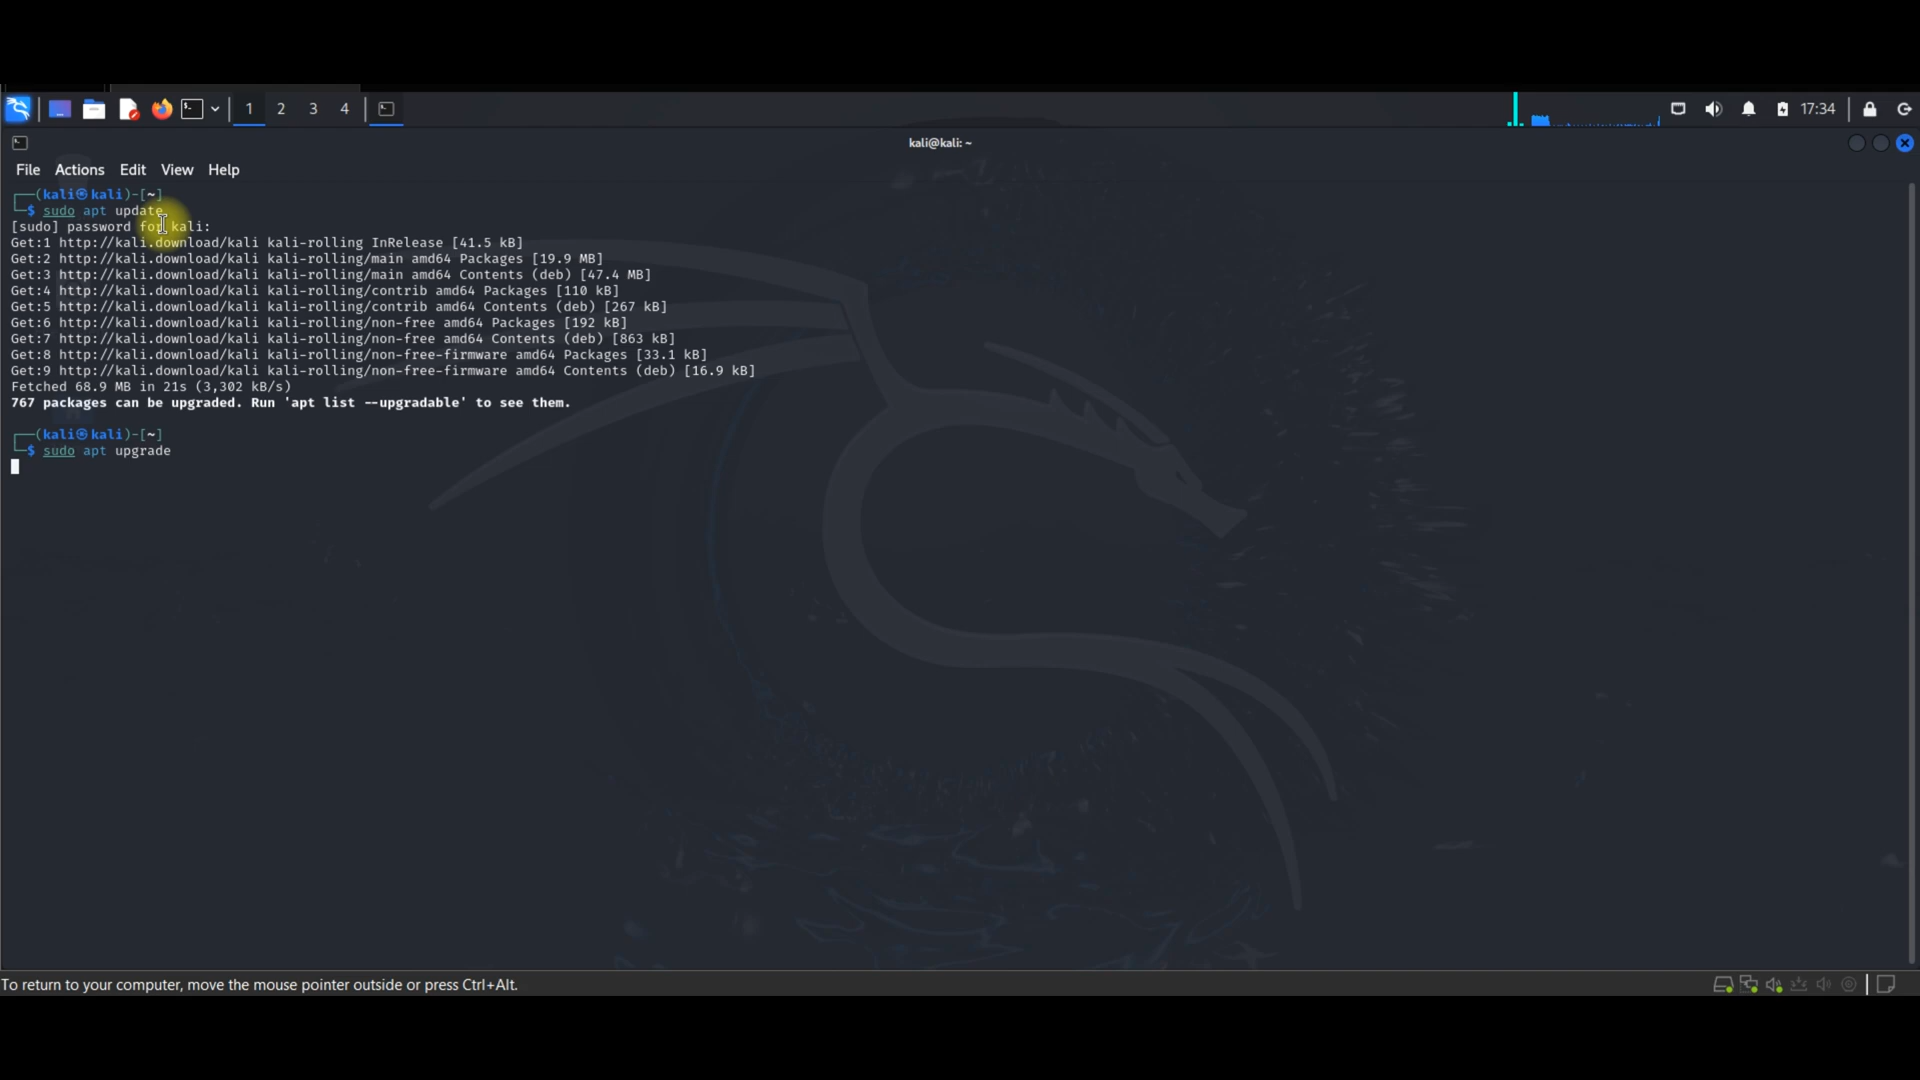 1 2 3 4 17:34
kali@kali: ~
File Actions Edit View Help
┌──(kali㉿kali)-[~]
└─$ sudo apt update
[sudo] password for kali:
Get:1 http://kali.download/kali kali-rolling InRelease [41.5 kB]
Get:2 http://kali.download/kali kali-rolling/main amd64 Packages [19.9 MB]
Get:3 http://kali.download/kali kali-rolling/main amd64 Contents (deb) [47.4 MB]
Get:4 http://kali.download/kali kali-rolling/contrib amd64 Packages [110 kB]
Get:5 http://kali.download/kali kali-rolling/contrib amd64 Contents (deb) [267 kB]
Get:6 http://kali.download/kali kali-rolling/non-free amd64 Packages [192 kB]
Get:7 http://kali.download/kali kali-rolling/non-free amd64 Contents (deb) [863 kB]
Get:8 http://kali.download/kali kali-rolling/non-free-firmware amd64 Packages [33.1 kB]
Get:9 http://kali.download/kali kali-rolling/non-free-firmware amd64 Contents (deb) [16.9 kB]
Fetched 68.9 MB in 21s (3,302 kB/s)
767 packages can be upgraded. Run 'apt list --upgradable' to see them.
┌──(kali㉿kali)-[~]
└─$ sudo apt upgrade
To return to your computer, move the mouse pointer outside or press Ctrl+Alt.